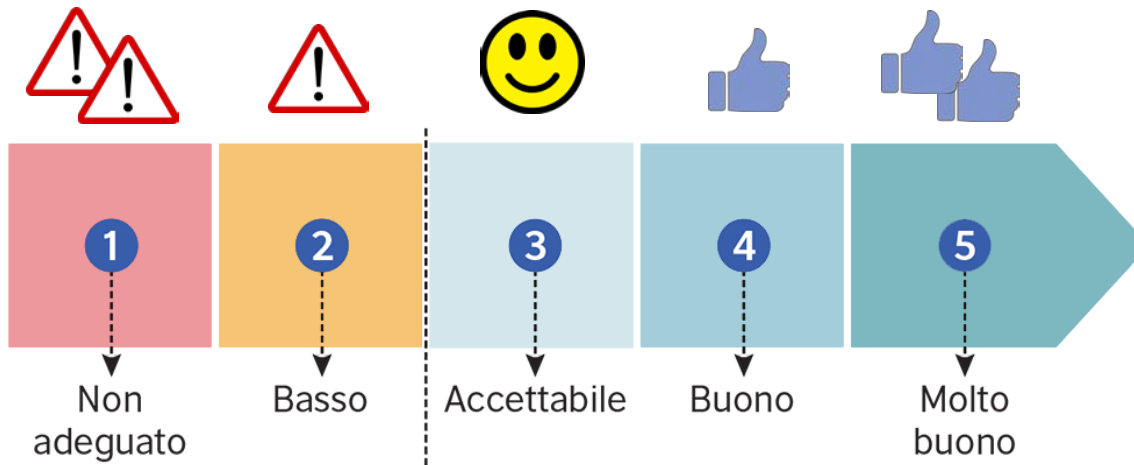 1
2
3
4
5
Non
adeguato
Basso
Accettabile
Buono
Molto
buono